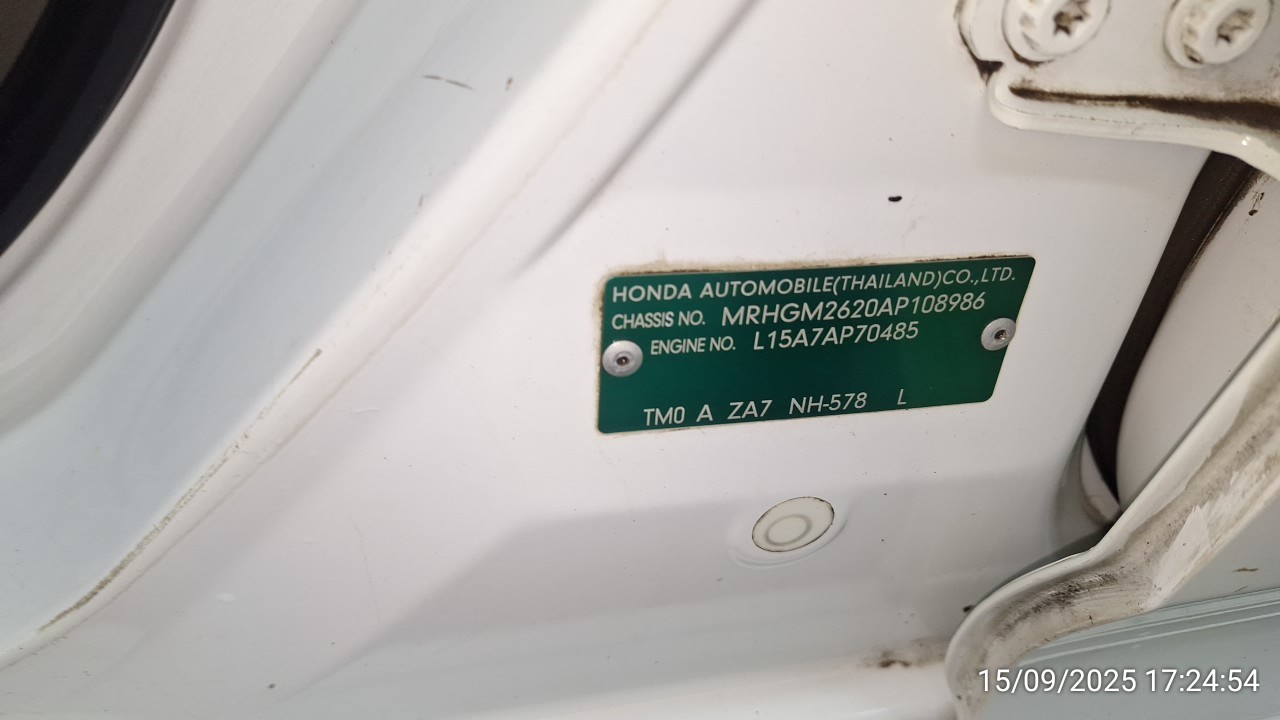 HONDA AUTOMOBILE(THAILAND)CO.,LTD.
CHASSIS NO. MRHGM2620AP108986
ENGINE NO. L15A7AP70485
TM0 A ZA7 NH-578 L
15/09/2025 17:24:54